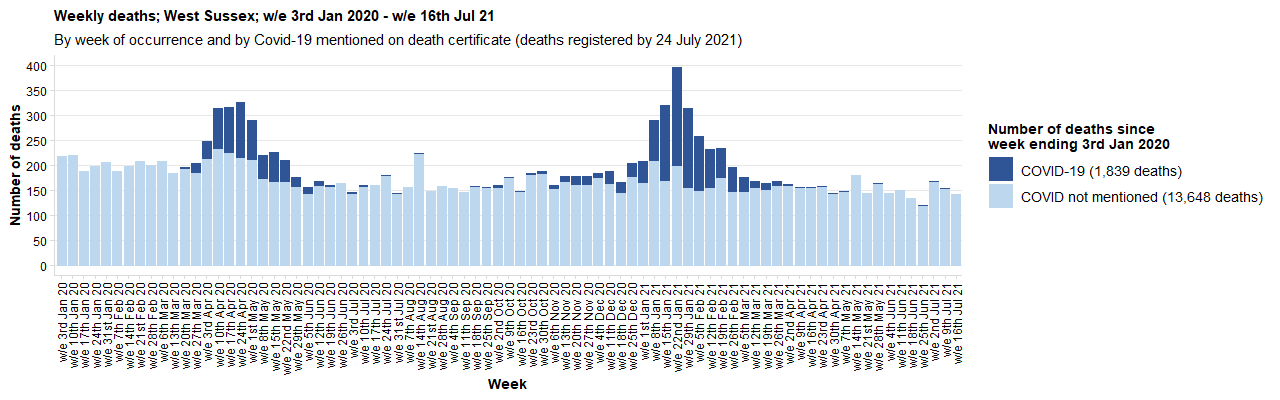 Weekly deaths; West Sussex; w/e 3rd Jan 2020 - w/e 16th Jul 21
By week of occurrence and by Covid-19 mentioned on death certificate (deaths registered by 24 July 2021)
Number of deaths
400
350
300
250
200
150
100
50
0
w/e 3rd Jan 20
w/e 10th Jan 20
w/e 17th Jan 20
w/e 24th Jan 20
w/e 31st Jan 20
w/e 7th Feb 20
w/e 14th Feb 20
w/e 21st Feb 20
w/e 28th Feb 20
w/e 6th Mar 20
w/e 13th Mar 20
w/e 20th Mar 20
w/e 27th Mar 20
w/e 3rd Apr 20
w/e 10th Apr 20
w/e 17th Apr 20
w/e 24th Apr 20
w/e 1st May 20
w/e 8th May 20
w/e 15th May 20
w/e 22nd May 20
w/e 29th May 20
w/e 5th Jun 20
w/e 12th Jun 20
w/e 19th Jun 20
w/e 26th Jun 20
w/e 3rd Jul 20
w/e 10th Jul 20
w/e 17th Jul 20
w/e 24th Jul 20
w/e 31st Jul 20
w/e 7th Aug 20
w/e 14th Aug 20
w/e 21st Aug 20
w/e 28th Aug 20
w/e 4th Sep 20
w/e 11th Sep 20
w/e 18th Sep 20
w/e 25th Sep 20
w/e 2nd Oct 20
w/e 9th Oct 20
w/e 16th Oct 20
w/e 23rd Oct 20
w/e 30th Oct 20
w/e 6th Nov 20
w/e 13th Nov 20
w/e 20th Nov 20
w/e 27th Nov 20
w/e 4th Dec 20
w/e 11th Dec 20
w/e 18th Dec 20
w/e 25th Dec 20
w/e 1st Jan 21
w/e 8th Jan 21
w/e 15th Jan 21
w/e 22nd Jan 21
w/e 29th Jan 21
w/e 5th Feb 21
w/e 12th Feb 21
w/e 19th Feb 21
w/e 26th Feb 21
w/e 5th Mar 21
w/e 12th Mar 21
w/e 19th Mar 21
w/e 26th Mar 21
w/e 2nd Apr 21
w/e 9th Apr 21
w/e 16th Apr 21
w/e 23rd Apr 21
w/e 30th Apr 21
w/e 7th May 21
w/e 14th May 21
w/e 21st May 21
w/e 28th May 21
w/e 4th Jun 21
w/e 11th Jun 21
w/e 18th Jun 21
w/e 25th Jun 21
w/e 2nd Jul 21
w/e 9th Jul 21
w/e 16th Jul 21
Week
Number of deaths since
week ending 3rd Jan 2020
COVID-19 (1,839 deaths)
COVID not mentioned (13,648 deaths)